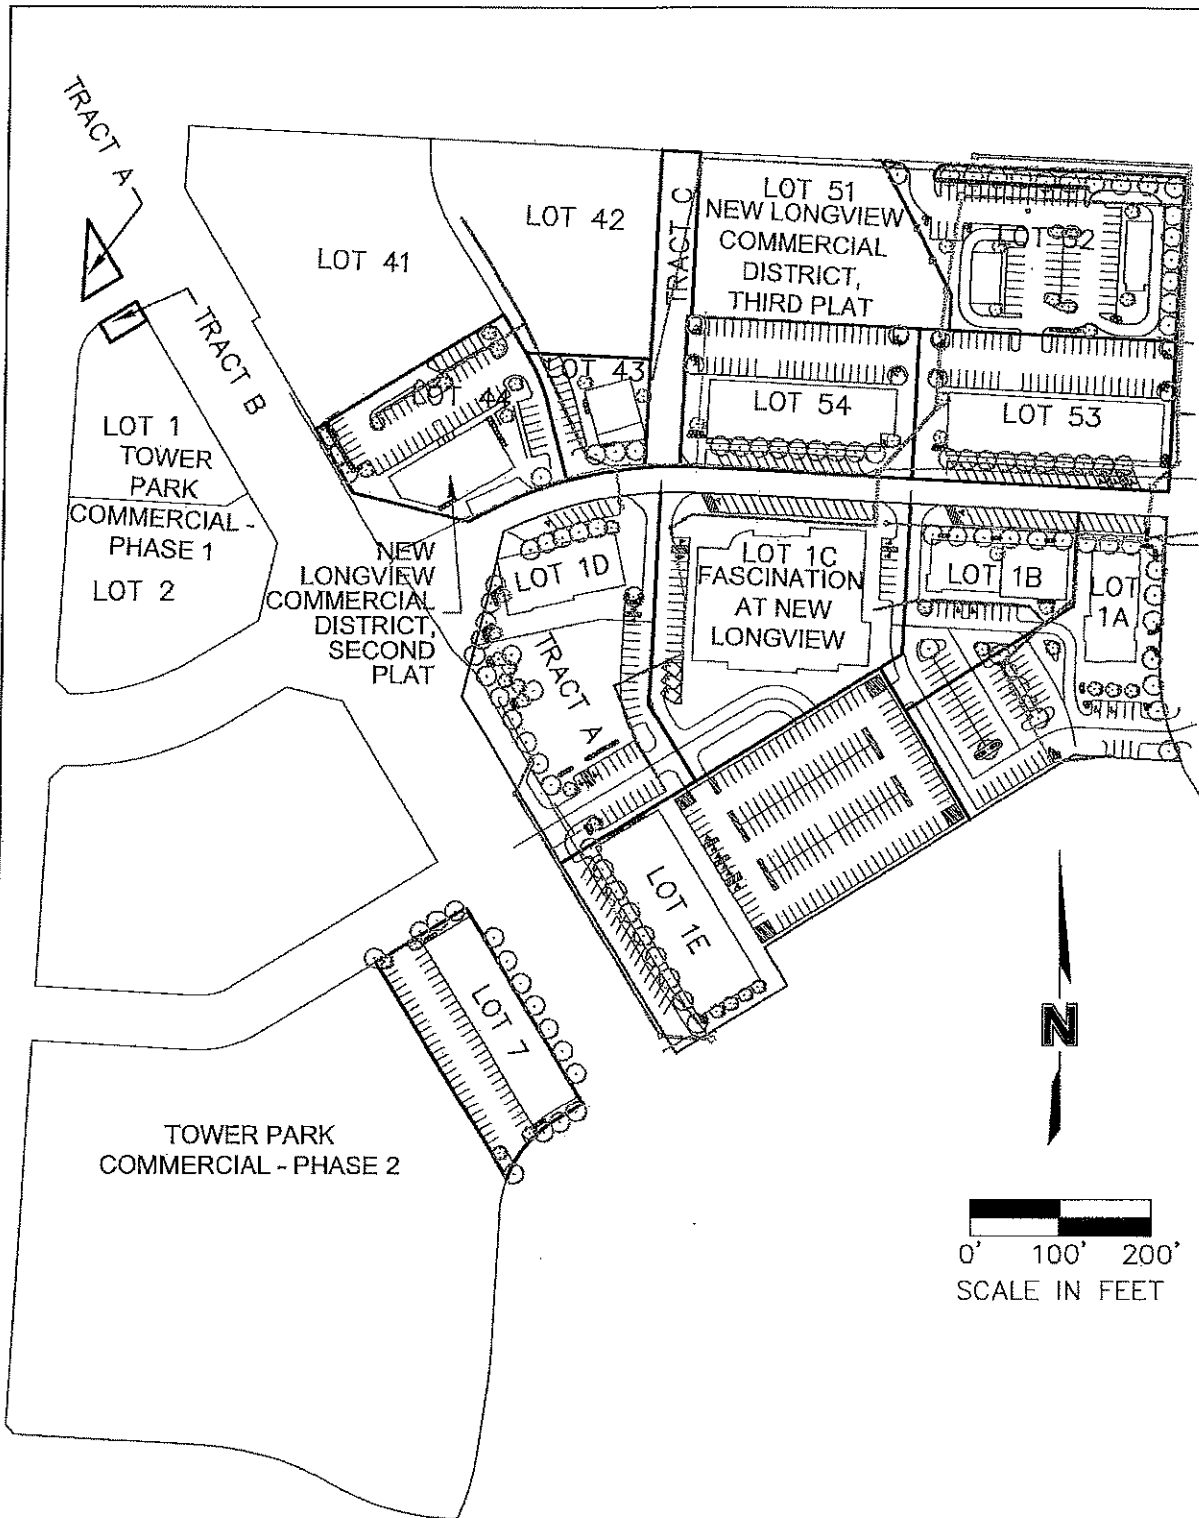 TRACT A
TRACT B
LOT 41
LOT 42
TRACT C
LOT 51
NEW LONGVIEW
COMMERCIAL
DISTRICT,
THIRD PLAT
LOT 52
LOT 44
LOT 43
LOT 54
LOT 53
LOT 1
TOWER
PARK
COMMERCIAL -
PHASE 1
LOT 2
NEW
LONGVIEW
COMMERCIAL
DISTRICT,
SECOND
PLAT
LOT 1D
TRACT A
LOT 1C
FASCINATION
AT NEW
LONGVIEW
LOT 1B
LOT
1A
LOT 1E
LOT 7
TOWER PARK
COMMERCIAL - PHASE 2
N
0' 100' 200'
SCALE IN FEET